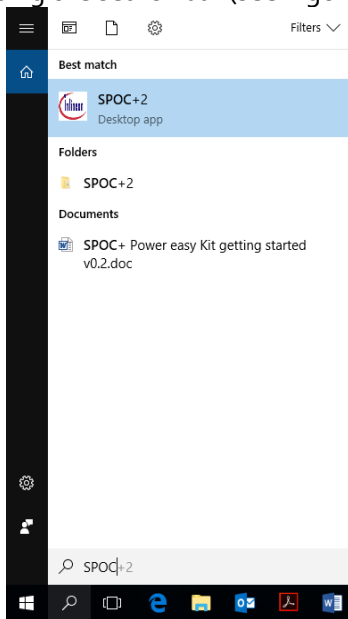 Filters
Best match
SPOC+2
Desktop app
Folders
SPOC+2
Documents
SPOC+ Power easy Kit getting started
v0.2.doc
SPOC+2